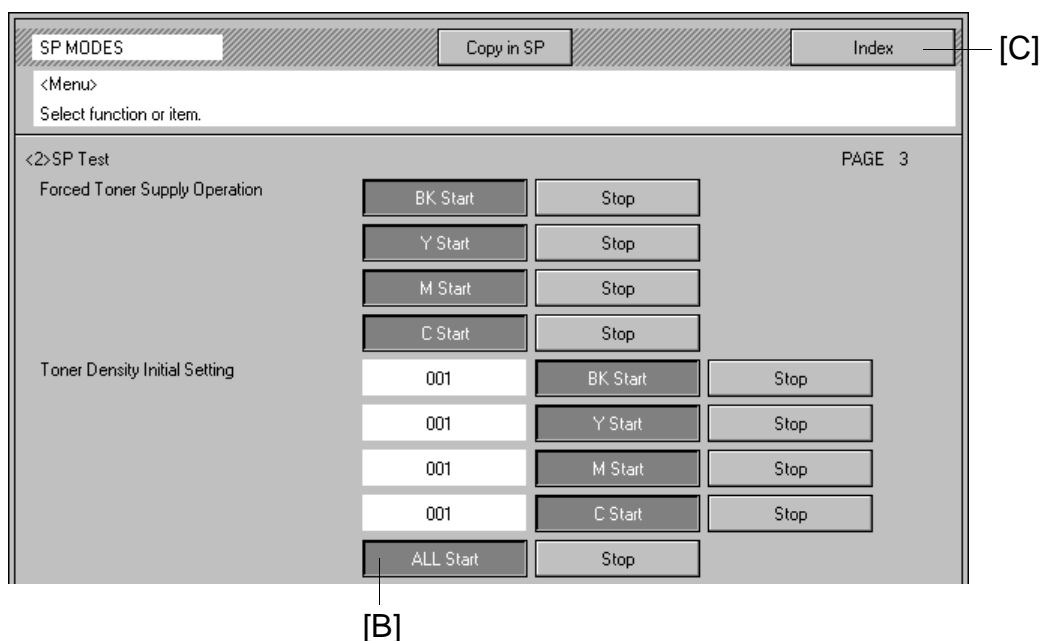 SP MODES Copy in SP Index [C]
<Menu>
Select function or item.
<2>SP Test PAGE 3
Forced Toner Supply Operation BK Start Stop
Y Start Stop
M Start Stop
C Start Stop
Toner Density Initial Setting 001 BK Start Stop
001 Y Start Stop
001 M Start Stop
001 C Start Stop
ALL Start Stop
[B]